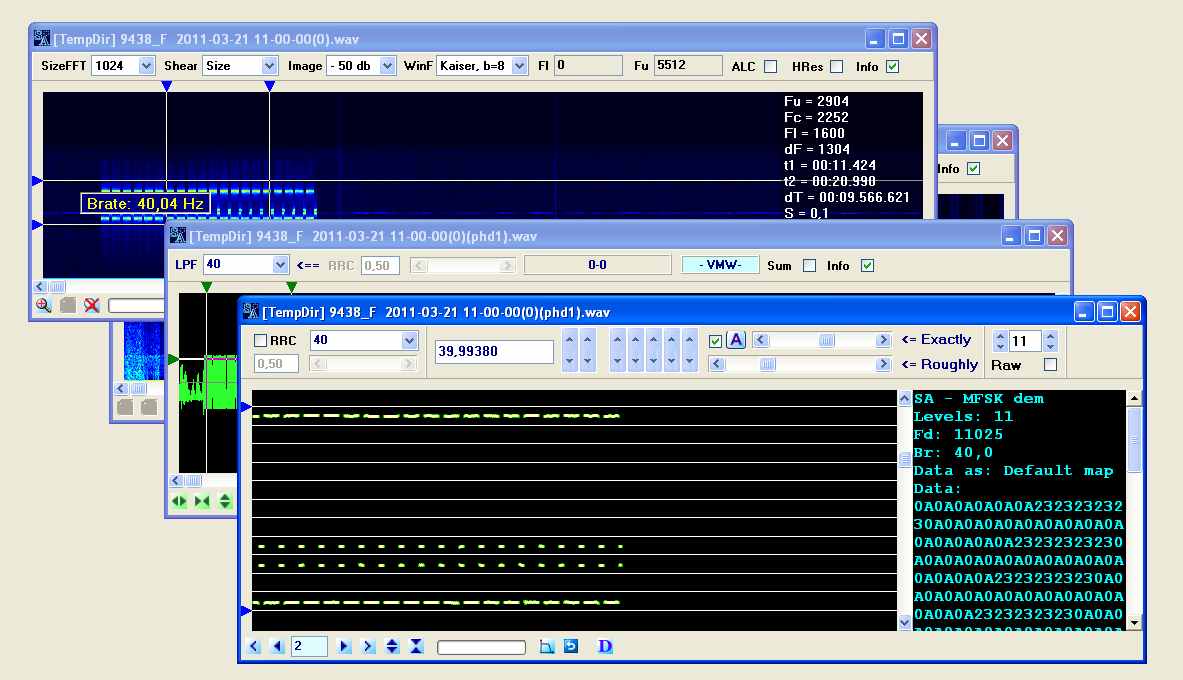 [TempDir] 9438_F 2011-03-21 11-00-00(0).wav
SizeFFT 1024 Shear Size Image - 50 db WinF Kaiser, b=8 Fl 0 Fu 5512 ALC HRes Info
Fu = 2904
Fc = 2252
Fl = 1600
dF = 1304
t1 = 00:11.424
t2 = 00:20.990
dT = 00:09.566.621
S = 0,1
Brate: 40,04 Hz
Info
[TempDir] 9438_F 2011-03-21 11-00-00(0)(phd1).wav
LPF 40 <== RRC 0,50 0-0 - VMW- Sum Info
[TempDir] 9438_F 2011-03-21 11-00-00(0)(phd1).wav
RRC 40 39,99380 A <= Exactly 11
0,50 <= Roughly Raw
SA - MFSK dem
Levels: 11
Fd: 11025
Br: 40,0
Data as: Default map
Data:
0A0A0A0A0A0A232323232
30A0A0A0A0A0A0A0A0A0A
0A0A0A0A0A23232323230
A0A0A0A0A0A0A0A0A0A0A
0A0A0A0A23232323230A0
A0A0A0A0A0A0A0A0A0A0A
0A0A0A23232323230A0A0
2 D